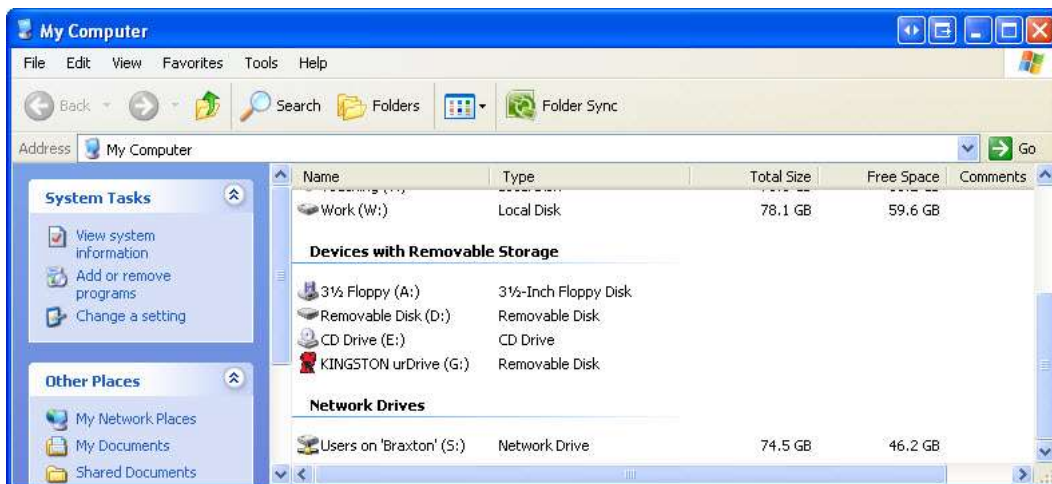 My Computer
File Edit View Favorites Tools Help
Back Search Folders Folder Sync
Address My Computer Go
Name Type Total Size Free Space Comments
System Tasks
View system
information
Add or remove
programs
Change a setting
Other Places
My Network Places
My Documents
Shared Documents
Work (W:) Local Disk 78.1 GB 59.6 GB
Devices with Removable Storage
3½ Floppy (A:) 3½-Inch Floppy Disk
Removable Disk (D:) Removable Disk
CD Drive (E:) CD Drive
KINGSTON urDrive (G:) Removable Disk
Network Drives
Users on 'Braxton' (S:) Network Drive 74.5 GB 46.2 GB